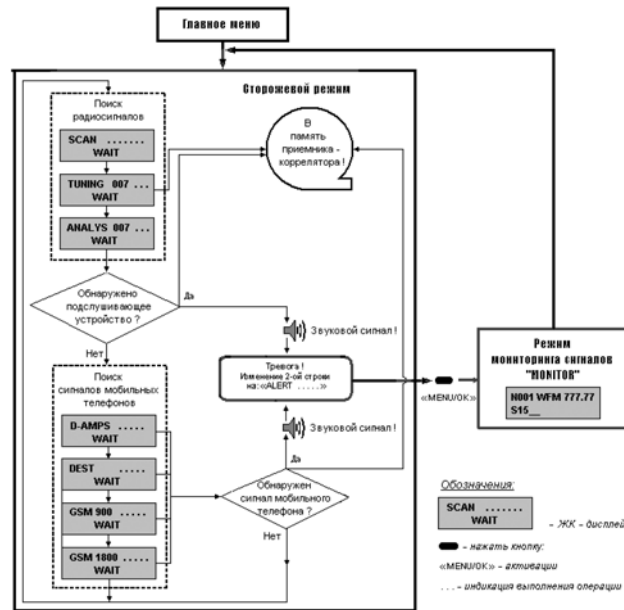 Главное меню
Сторожевой режим
Поиск
радиосигналов
SCAN .......
WAIT
TUNING 007 ...
WAIT
ANALYS 007 ...
WAIT
В
память
приемника -
коррелятора !
Обнаружено
подслушивающее
устройство ?
Да
Нет
Звуковой сигнал !
Тревога !
Изменение 2-ой строки
на: «ALERT .....»
«MENU/OK»
Режим
мониторинга сигналов
"MONITOR"
N001 WFM 777.77
S15__
Звуковой сигнал !
Поиск
сигналов мобильных
телефонов
D-AMPS .....
WAIT
DEST .....
WAIT
GSM 900 .....
WAIT
GSM 1800 .....
WAIT
Да
Обнаружен
сигнал мобильного
телефона ?
Нет
Обозначения:
SCAN .......
WAIT
- ЖК - дисплей
- нажать кнопку:
«MENU/OK» - активации
... - индикация выполнения операции